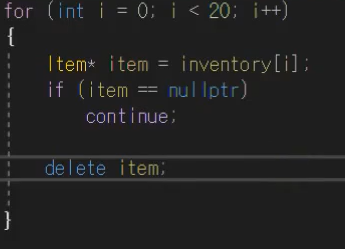 for (int i = 0; i < 20; i++)
{
Item* item = inventory[i];
if (item == nullptr)
continue;
delete item;
}